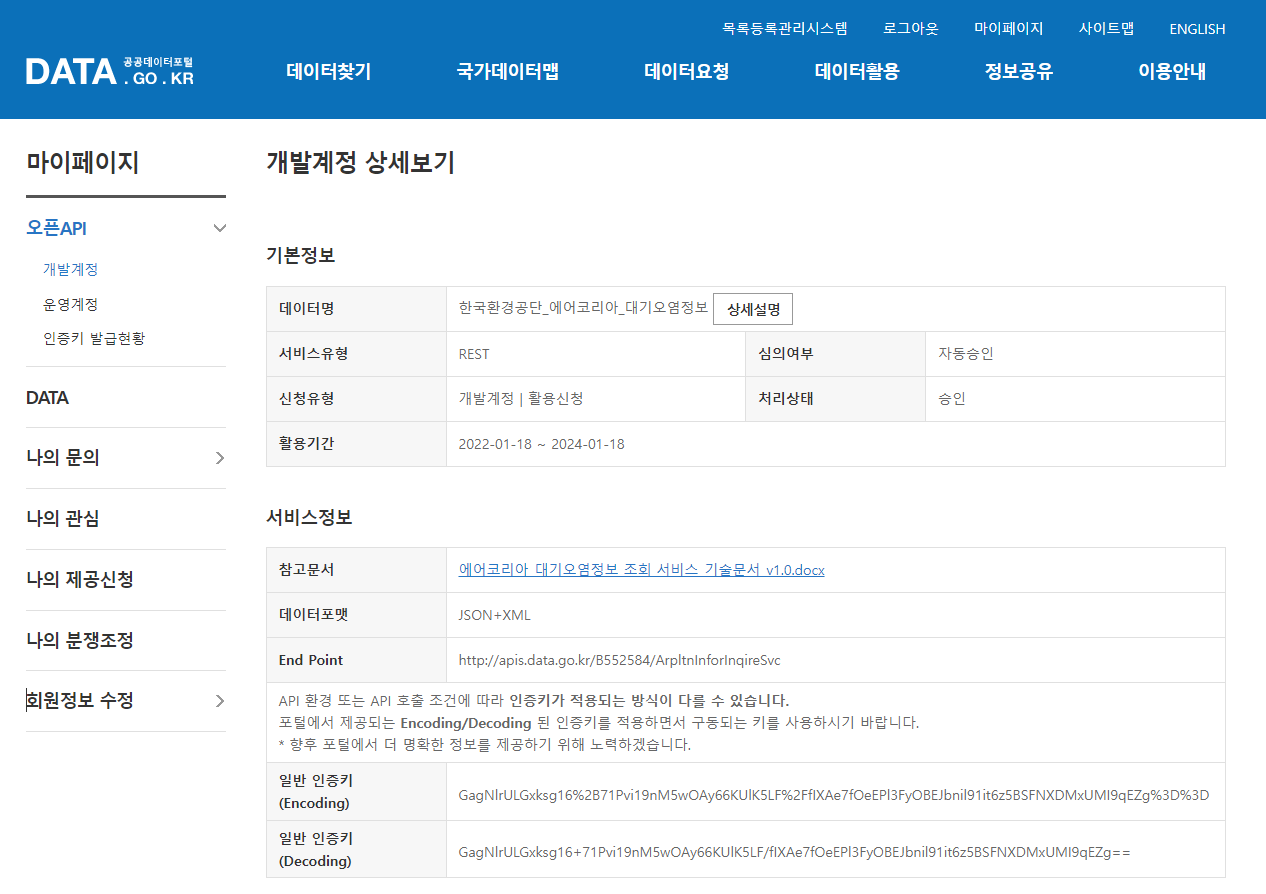 목록등록관리시스템 로그아웃 마이페이지 사이트맵 ENGLISH
DATA 공공데이터포털 . GO . KR
데이터찾기 국가데이터맵 데이터요청 데이터활용 정보공유 이용안내
마이페이지
오픈API
개발계정
운영계정
인증키 발급현황
DATA
나의 문의
나의 관심
나의 제공신청
나의 분쟁조정
회원정보 수정
개발계정 상세보기
기본정보
데이터명 한국환경공단_에어코리아_대기오염정보 상세설명
서비스유형 REST 심의여부 자동승인
신청유형 개발계정 | 활용신청 처리상태 승인
활용기간 2022-01-18 ~ 2024-01-18
서비스정보
참고문서 에어코리아_대기오염정보_조회_서비스_기술문서_v1.0.docx
데이터포맷 JSON+XML
End Point http://apis.data.go.kr/B552584/ArpltnInforInqireSvc
API 환경 또는 API 호출 조건에 따라 인증키가 적용되는 방식이 다를 수 있습니다.
포털에서 제공되는 Encoding/Decoding 된 인증키를 적용하면서 구동되는 키를 사용하시기 바랍니다.
* 향후 포털에서 더 명확한 정보를 제공하기 위해 노력하겠습니다.
일반 인증키
(Encoding) GagNlrULGxksg16%2B71Pvi19nM5wOAy66KUlK5LF%2FfIXAe7fOeEPl3FyOBEJbnil91it6z5BSFNXDMxUMI9qEZg%3D%3D
일반 인증키
(Decoding) GagNlrULGxksg16+71Pvi19nM5wOAy66KUlK5LF/fIXAe7fOeEPl3FyOBEJbnil91it6z5BSFNXDMxUMI9qEZg==